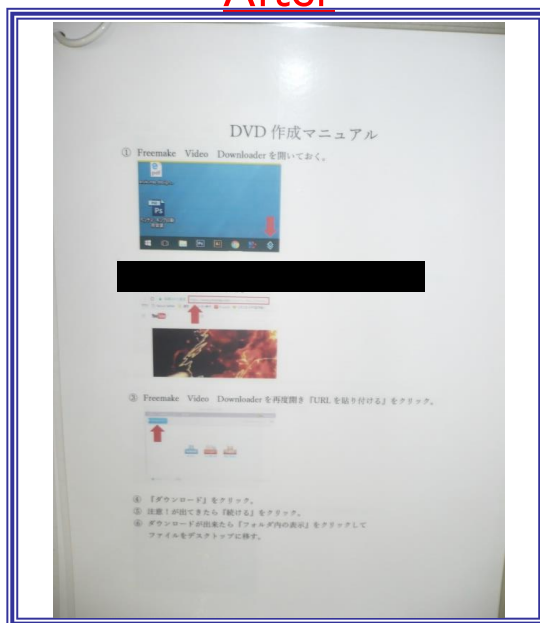 After
DVD 作成マニュアル
① Freemake Video Downloader を開いておく。
Ps
YouTube
③ Freemake Video Downloader を再度開き『URL を貼り付ける』をクリック。
④ 『ダウンロード』をクリック。
⑤ 注意!が出てきたら『続ける』をクリック。
⑥ ダウンロードが出来たら『フォルダ内の表示』をクリックして
ファイルをデスクトップに移す。